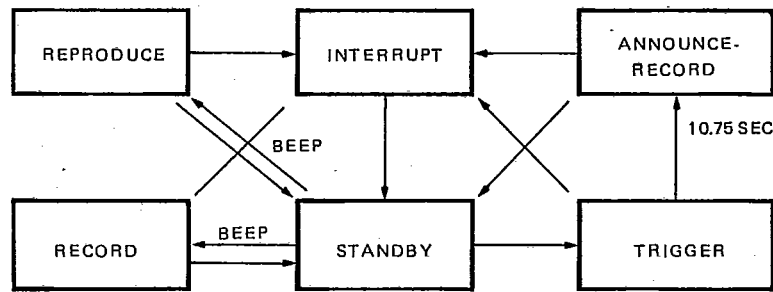 REPRODUCE
INTERRUPT
ANNOUNCE-
RECORD
BEEP
10.75 SEC
RECORD
BEEP
STANDBY
TRIGGER